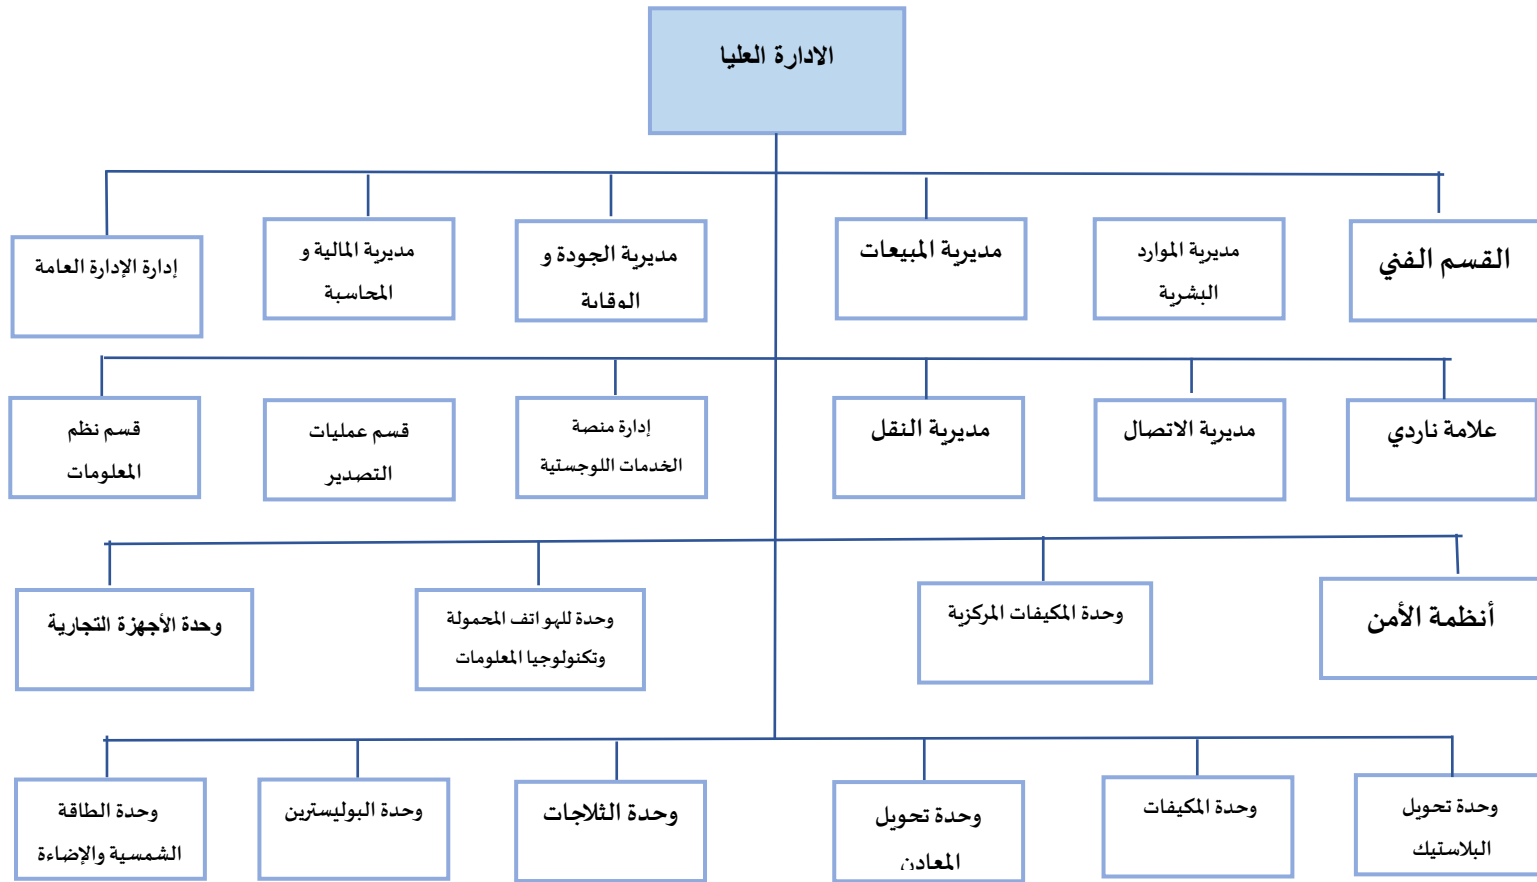 الادارة العليا
القسم الفني
مديرية الموارد
البشرية
مديرية المبيعات
مديرية الجودة و
الوقاية
مديرية المالية و
المحاسبة
إدارة الإدارة العامة
علامة ناردي
مديرية الاتصال
مديرية النقل
إدارة منصة
الخدمات اللوجستية
قسم عمليات
التصدير
قسم نظم
المعلومات
أنظمة الأمن
وحدة المكيفات المركزية
وحدة للهواتف المحمولة
وتكنولوجيا المعلومات
وحدة الأجهزة التجارية
وحدة تحويل
البلاستيك
وحدة المكيفات
وحدة تحويل
المعادن
وحدة الثلاجات
وحدة البوليسترين
وحدة الطاقة
الشمسية والإضاءة